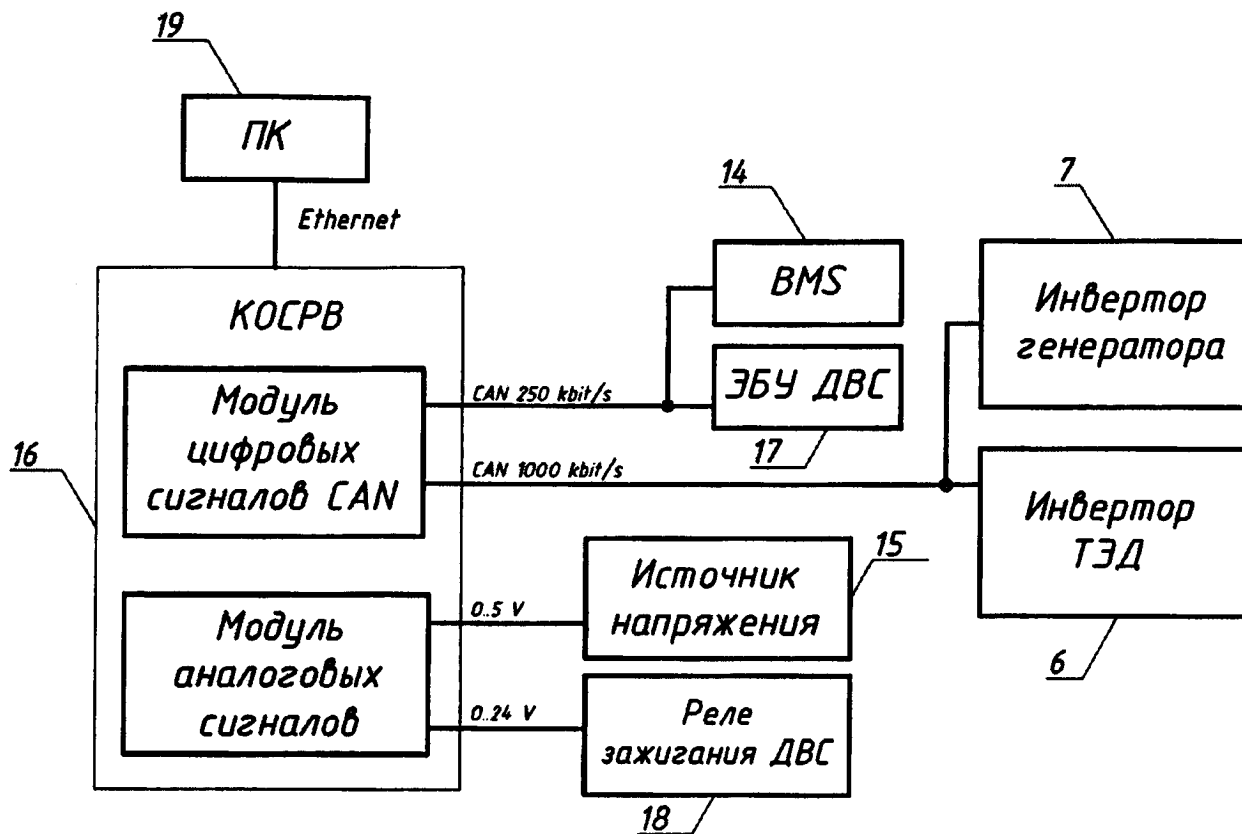 19
ПК
Ethernet
КОСРВ
Модуль
цифровых
сигналов CAN
16
CAN 250 kbit/s
CAN 1000 kbit/s
14
BMS
ЭБУ ДВС
17
7
Инвертор
генератора
Инвертор
ТЭД
6
Модуль
аналоговых
сигналов
0..5 V
0..24 V
Источник
напряжения
15
Реле
зажигания ДВС
18